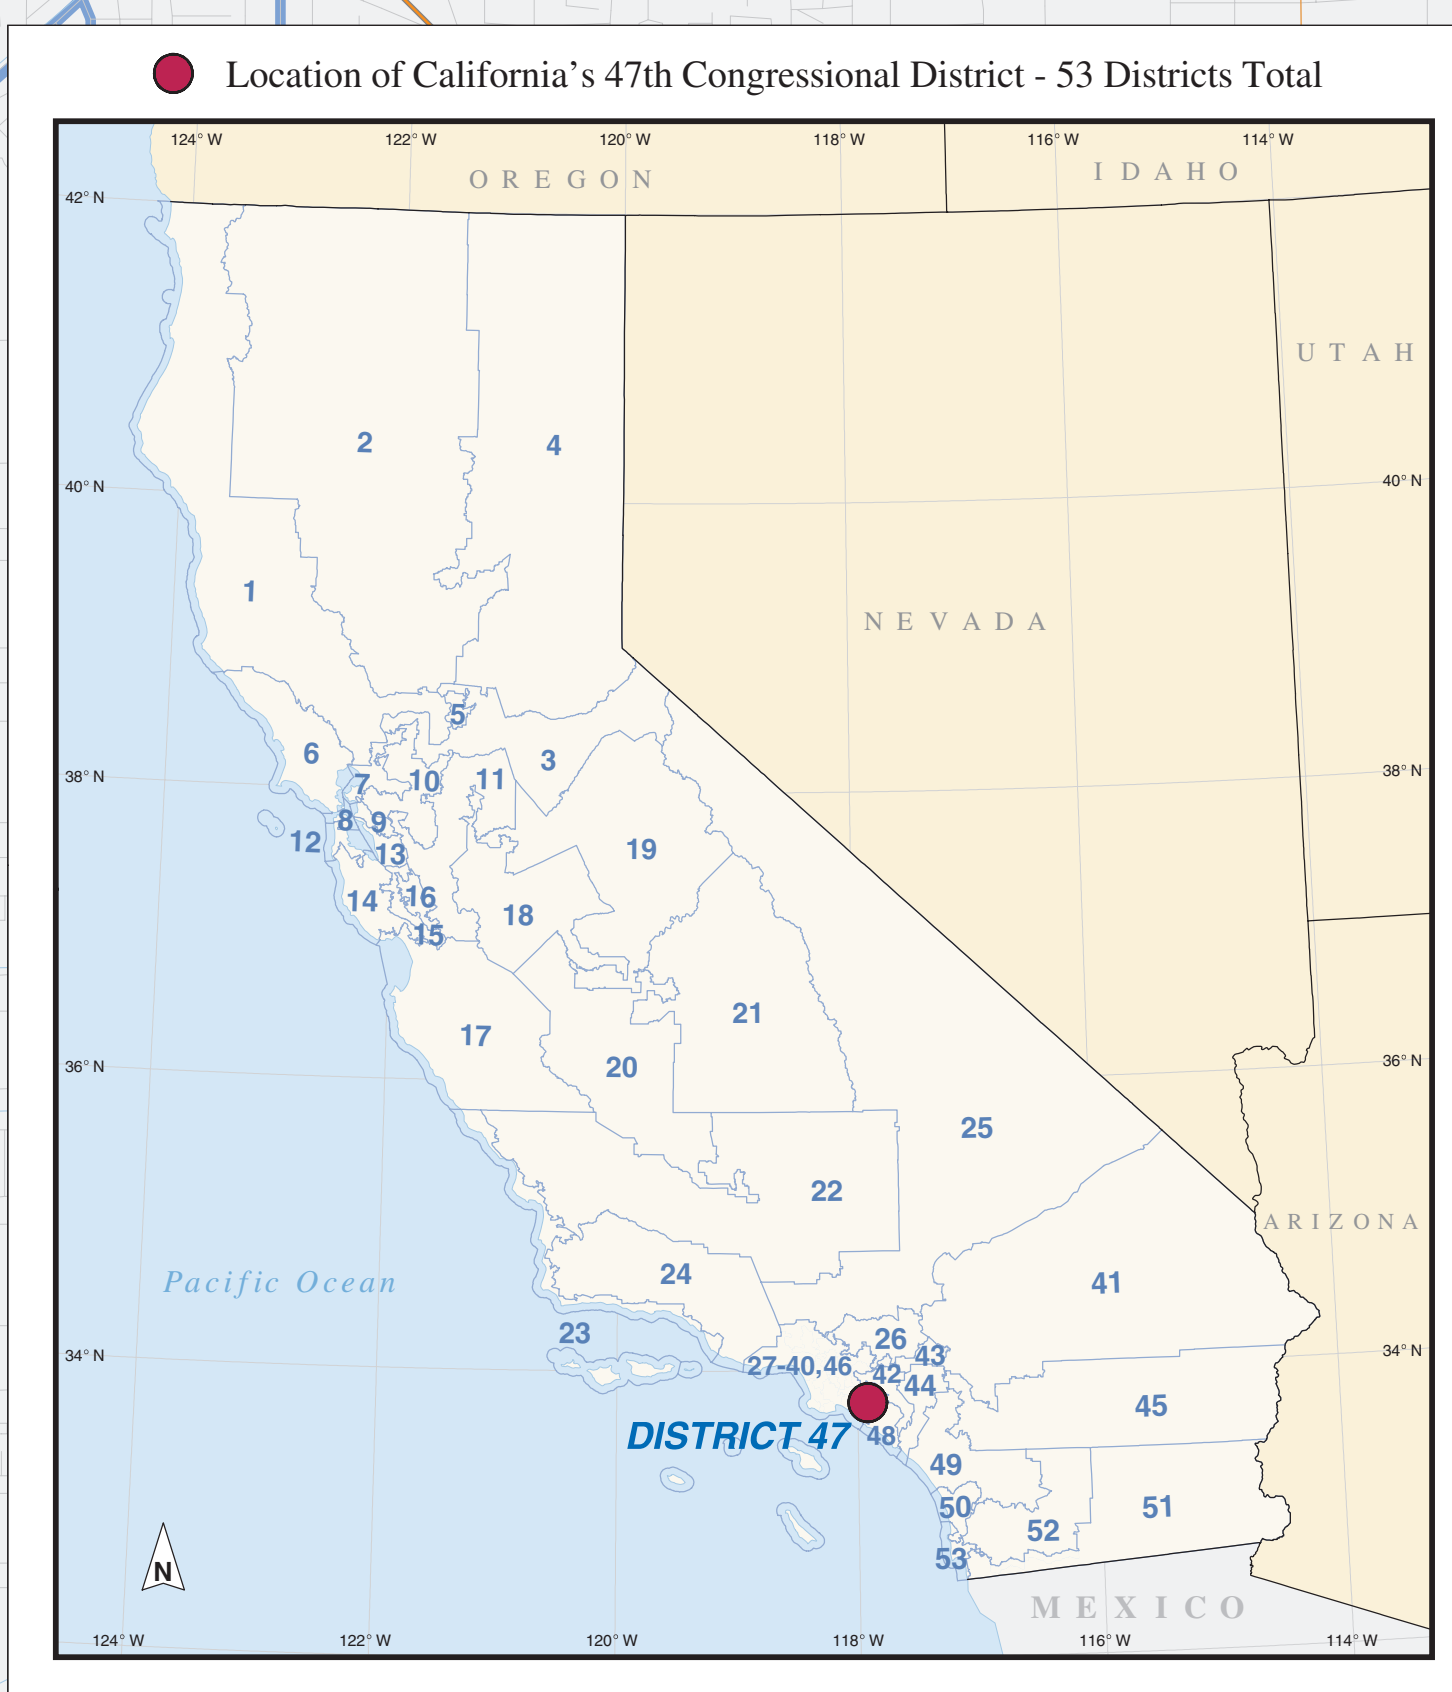 Location of California's 47th Congressional District - 53 Districts Total
124° W 122° W 120° W 118° W 116° W 114° W
OREGON IDAHO
42° N
UTAH
2 4
40° N 40° N
1
NEVADA
5
6 3
38° N 7 10 11 38° N
8 9
12 13 19
14 16
18
15
21
17
36° N 20 36° N
25
22
ARIZONA
Pacific Ocean 24 41
23 26
34° N 27-40,46 43 34° N
42 44
45
DISTRICT 47 48
49
50 51
52
N 53
MEXICO
124° W 122° W 120° W 118° W 116° W 114° W